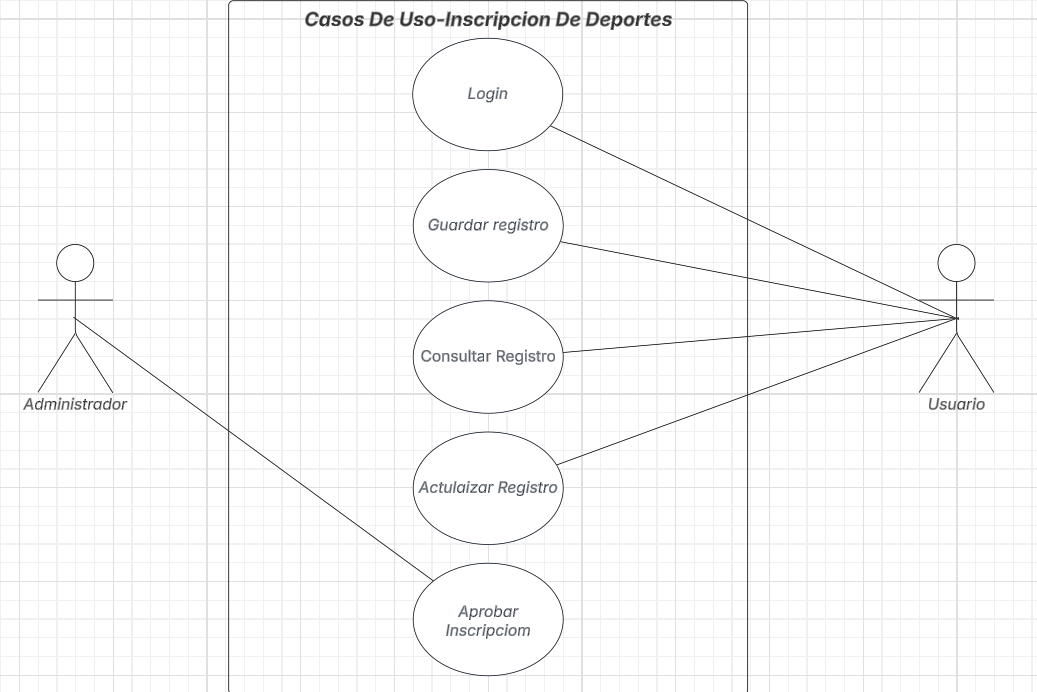 Casos De Uso-Inscripcion De Deportes
Login
Guardar registro
Consultar Registro
Administrador
Usuario
Actulaizar Registro
Aprobar
Inscripciom